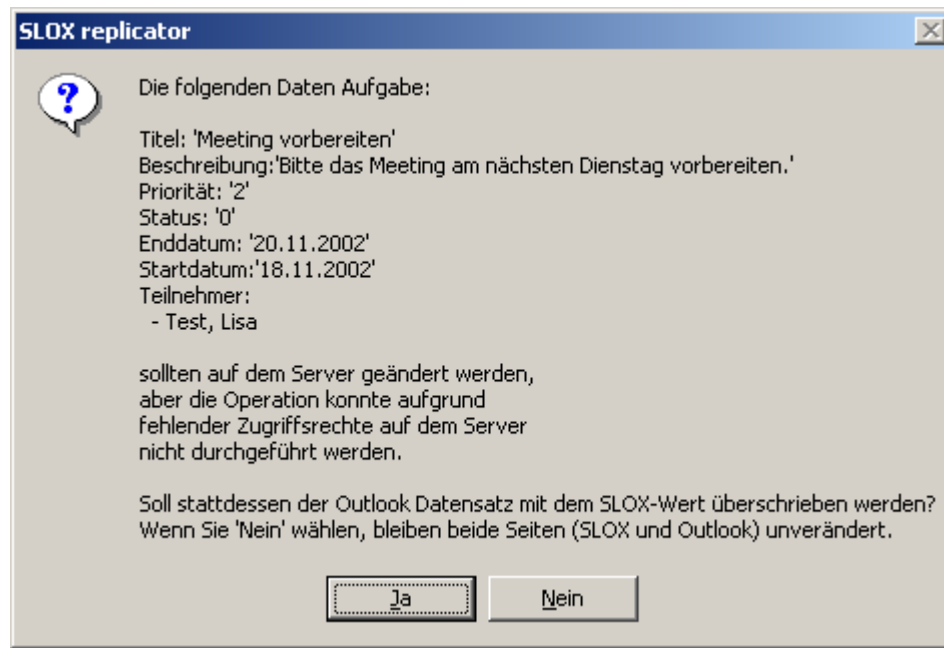 SLOX replicator
Die folgenden Daten Aufgabe:
Titel: 'Meeting vorbereiten'
Beschreibung:'Bitte das Meeting am nächsten Dienstag vorbereiten.'
Priorität: '2'
Status: '0'
Enddatum: '20.11.2002'
Startdatum:'18.11.2002'
Teilnehmer:
- Test, Lisa
sollten auf dem Server geändert werden,
aber die Operation konnte aufgrund
fehlender Zugriffsrechte auf dem Server
nicht durchgeführt werden.
Soll stattdessen der Outlook Datensatz mit dem SLOX-Wert überschrieben werden?
Wenn Sie 'Nein' wählen, bleiben beide Seiten (SLOX und Outlook) unverändert.
Ja Nein